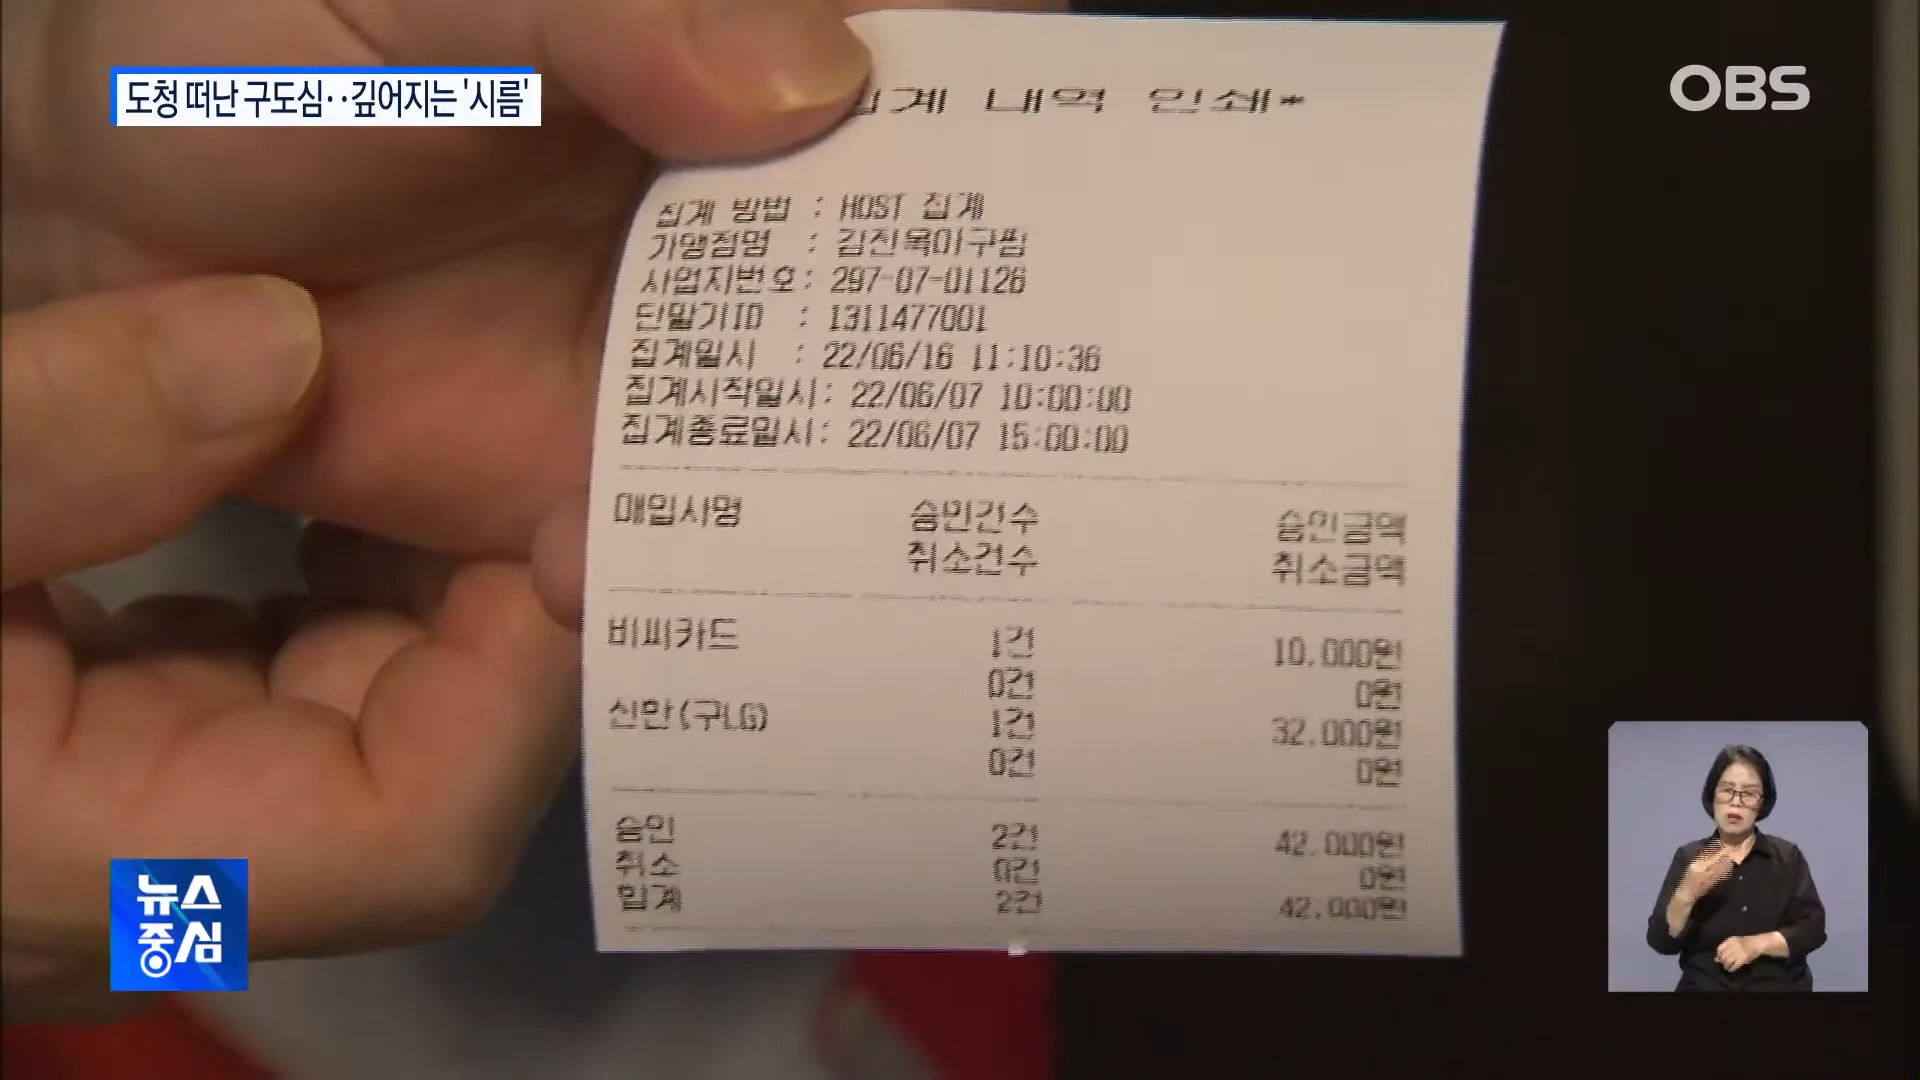 도청 떠난 구도심‥깊어지는 '시름'
OBS
집계 내역 인쇄*
집계 방법 : HOST 집계
가맹점명 : 김진옥이구찜
사업자번호: 297-07-01126
단말기ID : 1311477001
집계일시 : 22/06/16 11:10:36
집계시작일시: 22/06/07 10:00:00
집계종료일시: 22/06/07 15:00:00
매입사명 승인건수 승인금액
취소건수 취소금액
비씨카드 1건 10,000원
0건 0원
신한(구LG) 1건 32,000원
0건 0원
승인 2건 42,000원
취소 0건 0원
합계 2건 42,000원
뉴스
중심